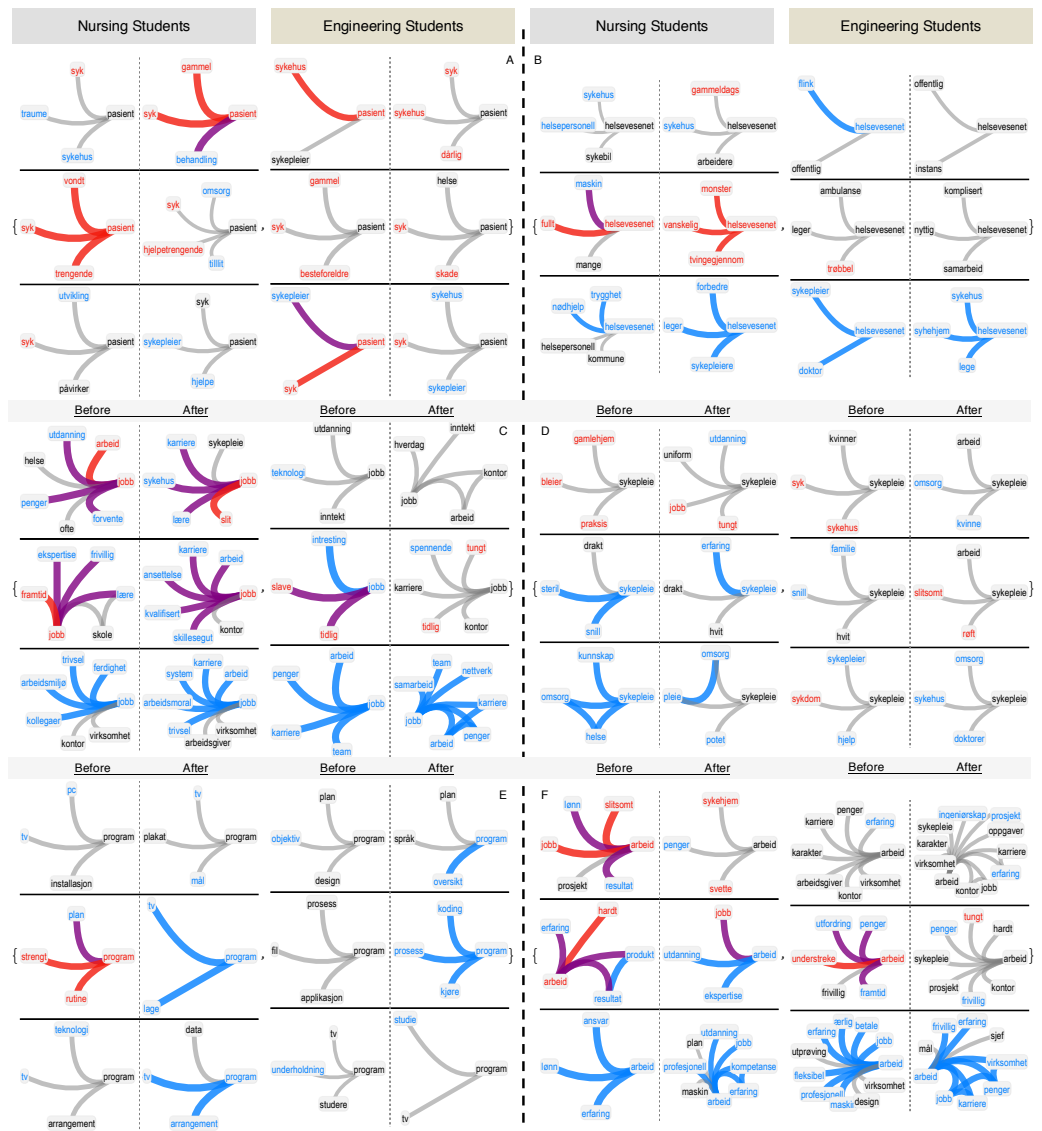 Nursing Students
Engineering Students
Nursing Students
Engineering Students
A
syk
traume
pasient
sykehus
gammel
syk
pasient
behandling
sykehus
pasient
sykepleier
syk
sykehus
pasient
dårlig
{
vondt
syk
pasient
trengende
omsorg
syk
pasient
hjelpetrengende
tillit
,
gammel
syk
pasient
besteforeldre
helse
syk
pasient
skade
}
utvikling
syk
pasient
påvirker
syk
sykepleier
pasient
hjelpe
sykepleier
pasient
syk
sykehus
syk
pasient
sykepleier
B
sykehus
helsepersonell
helsevesenet
sykebil
gammeldags
sykehus
helsevesenet
arbeidere
flink
helsevesenet
offentlig
offentlig
helsevesenet
instans
{
maskin
fullt
helsevesenet
mange
monster
vanskelig
helsevesenet
tvingegjennom
,
ambulanse
leger
helsevesenet
trøbbel
komplisert
nyttig
helsevesenet
samarbeid
}
trygghet
nødhjelp
helsevesenet
helsepersonell
kommune
forbedre
leger
helsevesenet
sykepleiere
sykepleier
helsevesenet
doktor
sykehus
syhehjem
helsevesenet
lege
Before After
Before After
Before After
Before After
C
utdanning
arbeid
helse
jobb
penger
forvente
ofte
karriere
sykepleie
sykehus
jobb
lære
slit
utdanning
teknologi
jobb
inntekt
inntekt
hverdag
kontor
jobb
arbeid
{
ekspertise
frivillig
framtid
lære
jobb
skole
karriere
arbeid
ansettelse
jobb
kvalifisert
kontor
skillesegut
,
intresting
slave
jobb
tidlig
spennende
tungt
karriere
jobb
tidlig
kontor
}
trivsel
ferdighet
arbeidsmiljø
jobb
kollegaer
virksomhet
kontor
karriere
system
arbeid
arbeidsmoral
jobb
trivsel
virksomhet
arbeidsgiver
arbeid
penger
jobb
karriere
team
team
nettverk
samarbeid
karriere
jobb
penger
arbeid
D
gamlehjem
bleier
sykepleie
praksis
utdanning
uniform
sykepleie
jobb
tungt
kvinner
syk
sykepleie
sykehus
arbeid
omsorg
sykepleie
kvinne
{
drakt
steril
sykepleie
snill
erfaring
drakt
sykepleie
hvit
,
familie
snill
sykepleie
hvit
arbeid
slitsomt
sykepleie
røft
}
kunnskap
omsorg
sykepleie
helse
omsorg
pleie
sykepleie
potet
sykepleier
sykdom
sykepleie
hjelp
omsorg
sykehus
sykepleie
doktorer
Before After
Before After
Before After
Before After
E
pc
tv
program
installasjon
tv
plakat
program
mål
plan
objektiv
program
design
plan
språk
program
oversikt
{
plan
strengt
program
rutine
tv
program
lage
,
prosess
fil
program
applikasjon
koding
prosess
program
kjøre
}
teknologi
tv
program
arrangement
data
tv
program
arrangement
tv
underholdning
program
studere
studie
program
tv
F
lønn
slitsomt
jobb
arbeid
prosjekt
resultat
sykehjem
penger
arbeid
svette
penger
karriere
erfaring
karakter
arbeid
arbeidsgiver
virksomhet
kontor
ingeniørskap
prosjekt
sykepleie
oppgaver
karakter
karriere
virksomhet
erfaring
arbeid
kontor
jobb
{
hardt
erfaring
produkt
arbeid
resultat
jobb
utdanning
arbeid
ekspertise
,
utfordring
penger
understreke
arbeid
frivillig
framtid
tungt
penger
hardt
sykepleie
arbeid
prosjekt
kontor
frivillig
}
ansvar
lønn
arbeid
erfaring
utdanning
plan
jobb
profesjonell
kompetanse
maskin
erfaring
arbeid
ærlig
erfaring
betale
jobb
utprøving
arbeid
fleksibel
virksomhet
profesjonell
maskin
design
frivillig
erfaring
sjef
mål
virksomhet
arbeid
penger
jobb
karriere